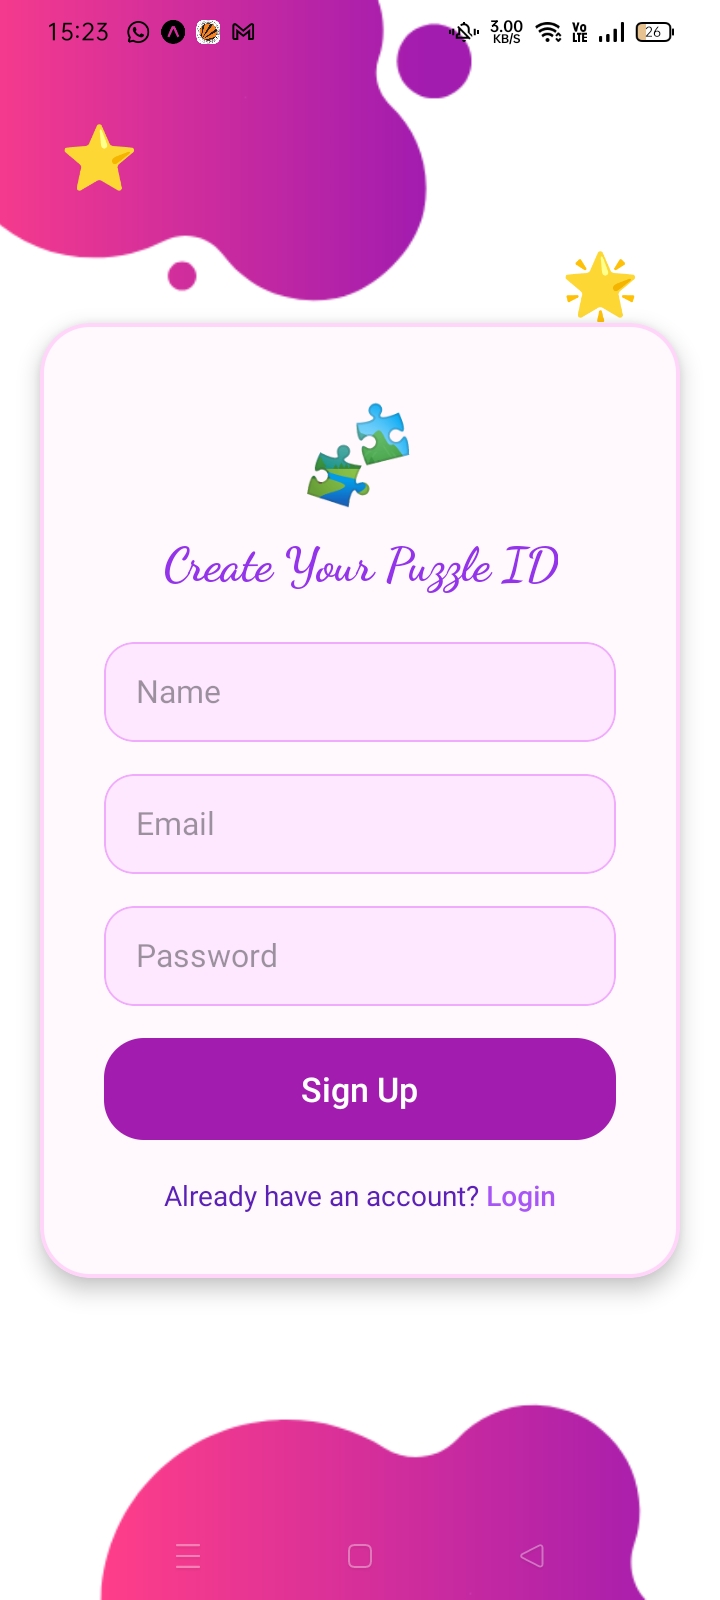 15:23 3.00 KB/S Vo LTE 26
Create Your Puzzle ID
Name
Email
Password
Sign Up
Already have an account? Login